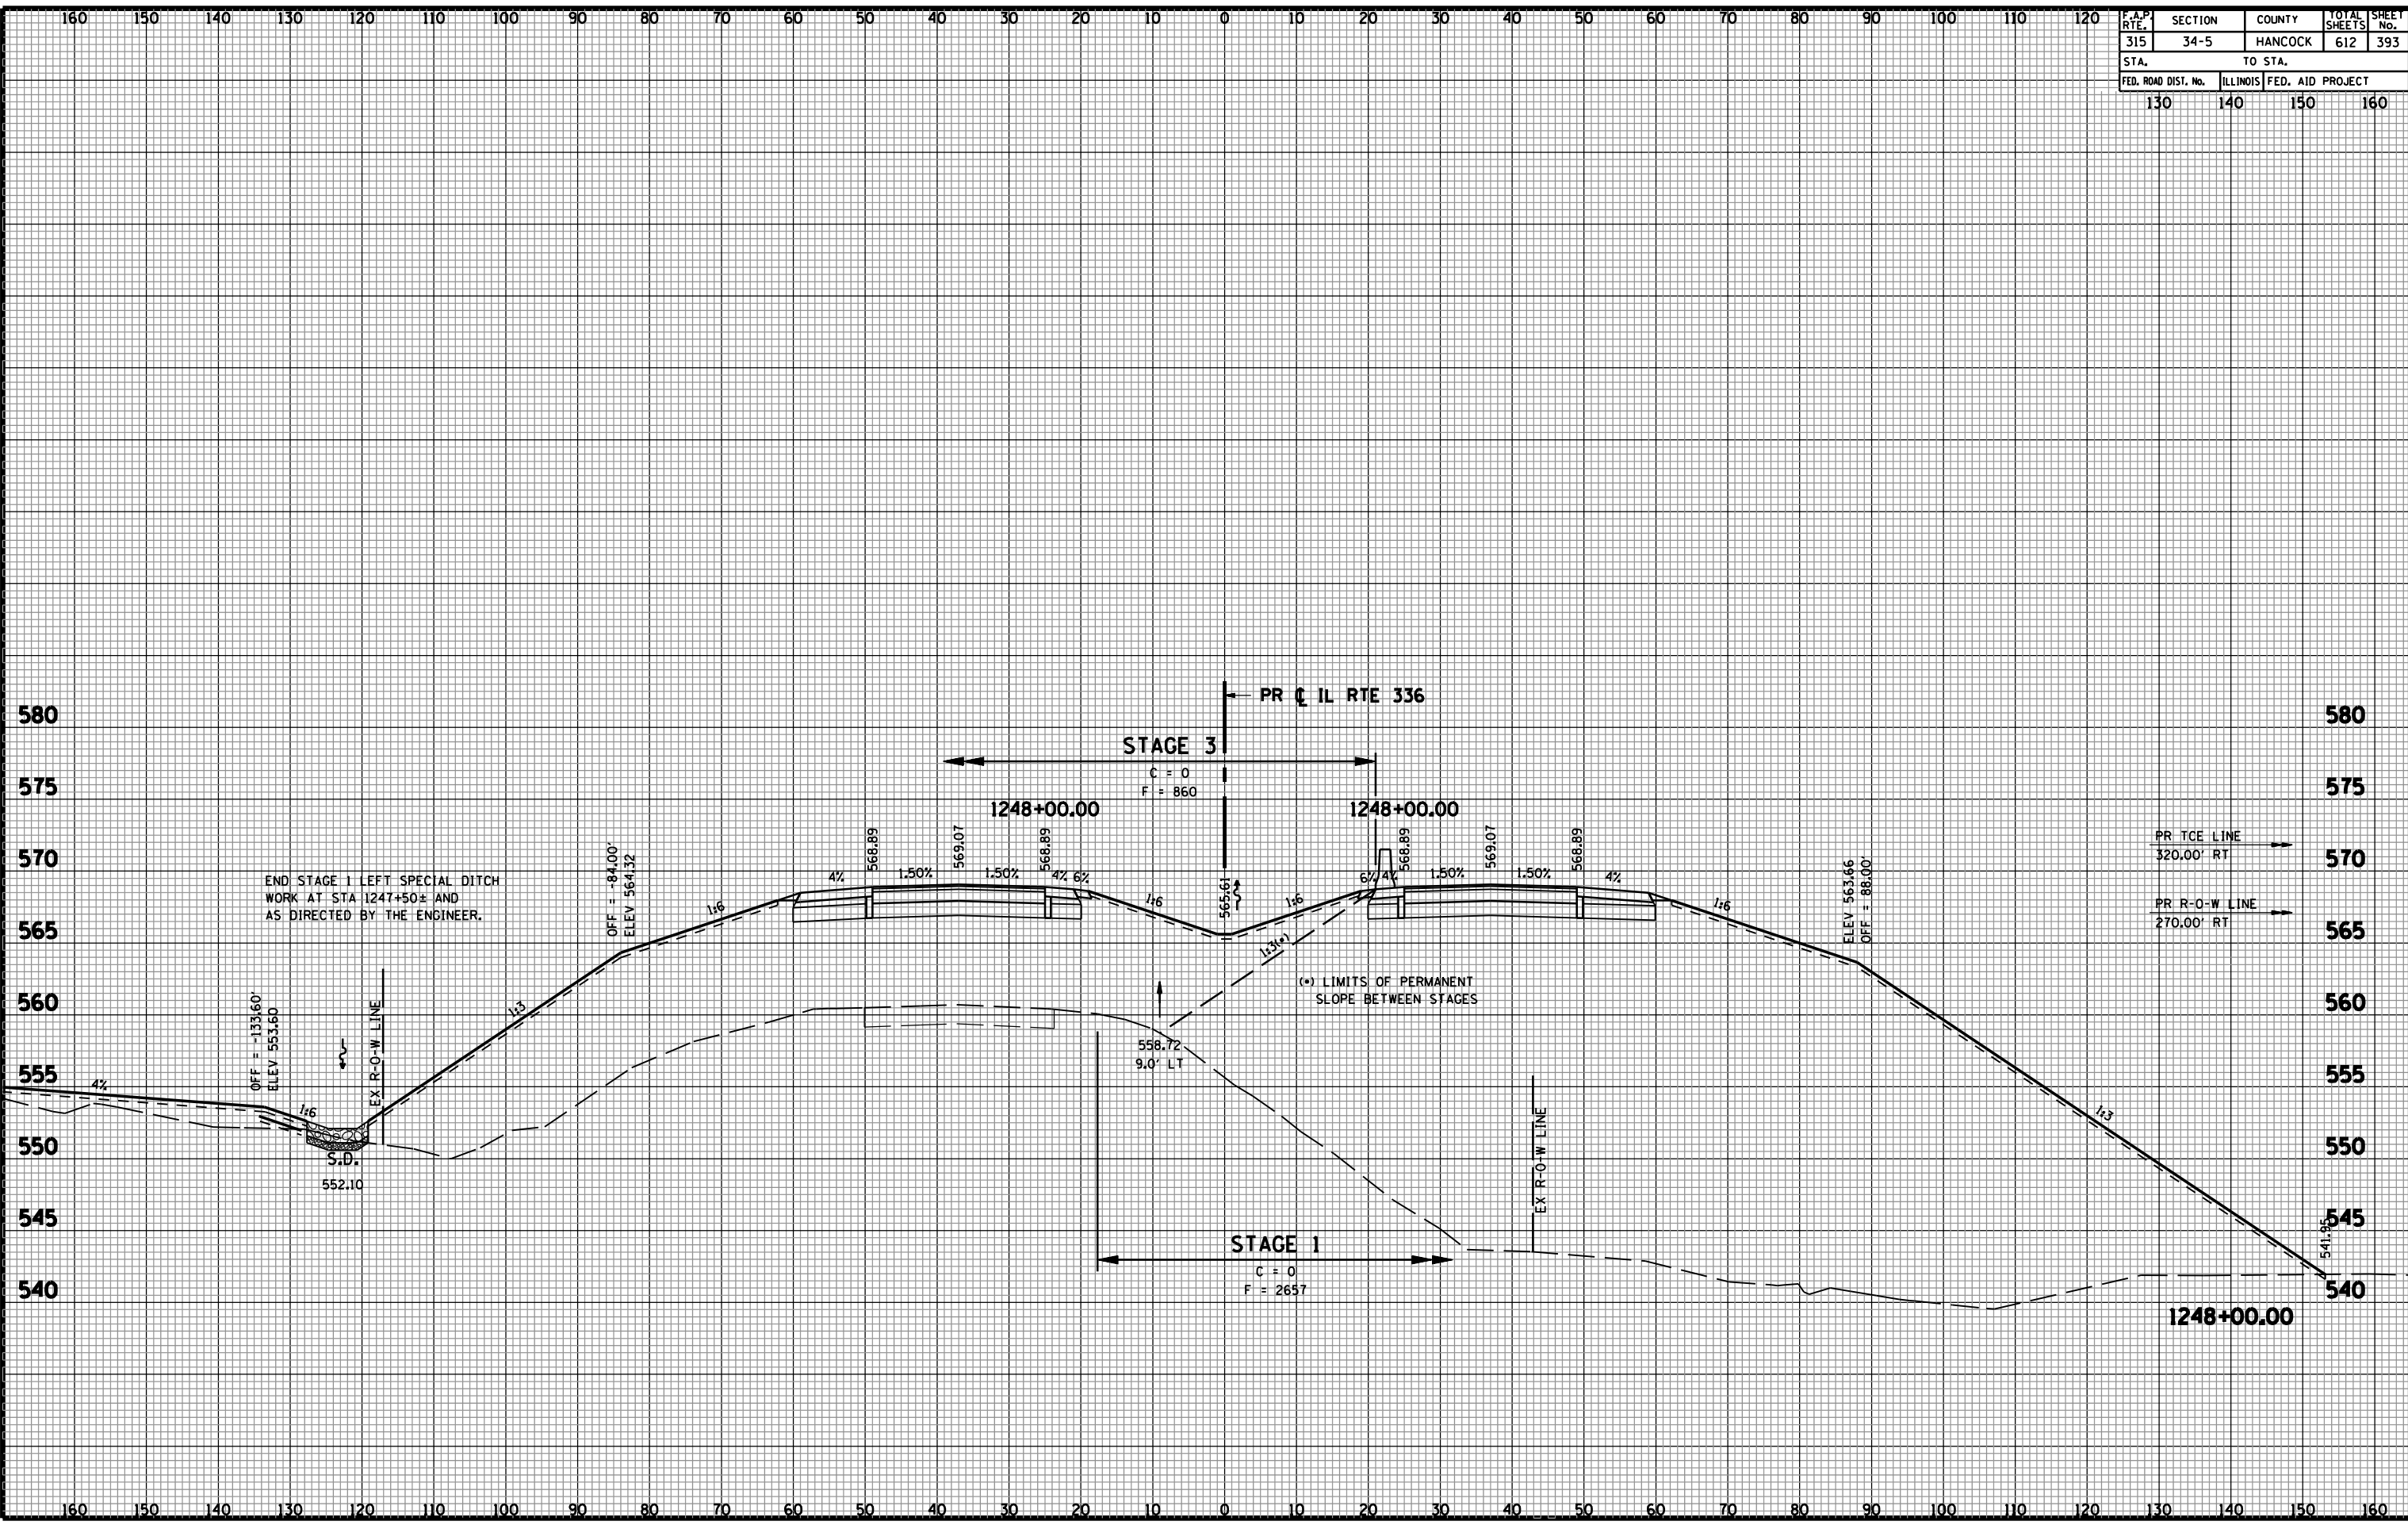 160 150 140 130 120 110 100 90 80 70 60 50 40 30 20 10 0 10 20 30 40 50 60 70 80 90 100 110 120
F.A.P. RTE. SECTION COUNTY TOTAL SHEETS SHEET No.
315 34-5 HANCOCK 612 393
STA. TO STA.
FED. ROAD DIST. No. ILLINOIS FED. AID PROJECT
130 140 150 160
PR ℄ IL RTE 336
580 580
STAGE 3
C = 0
F = 860
575 575
1248+00.00 1248+00.00
568.89 569.07 568.89 568.89 569.07 568.89
PR TCE LINE
320.00' RT
570 570
4% 1.50% 1.50% 4% 6% 6% 4% 1.50% 1.50% 4%
END STAGE 1 LEFT SPECIAL DITCH
WORK AT STA 1247+50± AND
AS DIRECTED BY THE ENGINEER.
OFF = -84.00'
ELEV 564.32
1:6 1:6 565.61 1:6 1:6
ELEV 563.66
OFF = 88.00'
PR R-O-W LINE
270.00' RT
565 565
1:3(•)
(•) LIMITS OF PERMANENT
SLOPE BETWEEN STAGES
560 560
1:3
OFF = -133.60'
ELEV 553.60
EX R-O-W LINE
558.72
9.0' LT
555 555
4%
1:6
1:3
550 550
S.D.
552.10
EX R-O-W LINE
545 545
541.95
STAGE 1
C = 0
F = 2657
540 540
1248+00.00
160 150 140 130 120 110 100 90 80 70 60 50 40 30 20 10 0 10 20 30 40 50 60 70 80 90 100 110 120 130 140 150 160